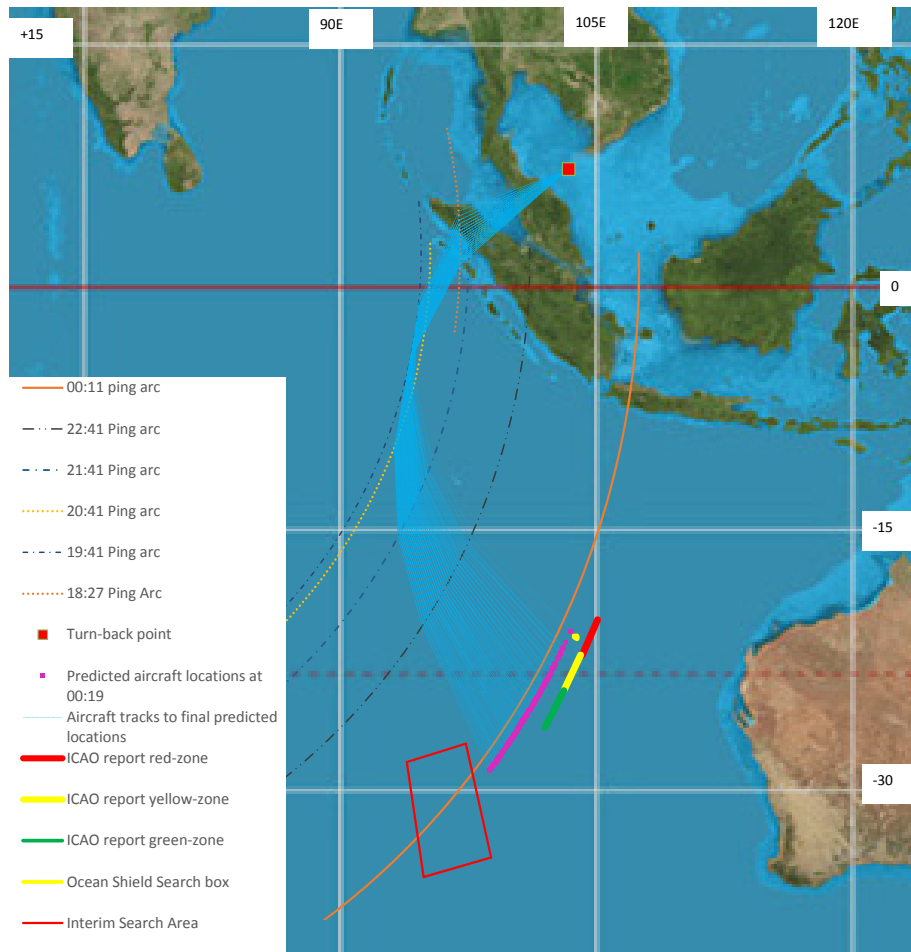 +15
90E
105E
120E
0
00:11 Ping arc
22:41 Ping arc
21:41 Ping arc
20:41 Ping arc
19:41 Ping arc
18:27 Ping Arc
Turn-back point
Predicted aircraft locations at
00:19
Aircraft tracks to final predicted
locations
ICAO report red-zone
ICAO report yellow-zone
ICAO report green-zone
Ocean Shield Search box
Interim Search Area
-15
-30